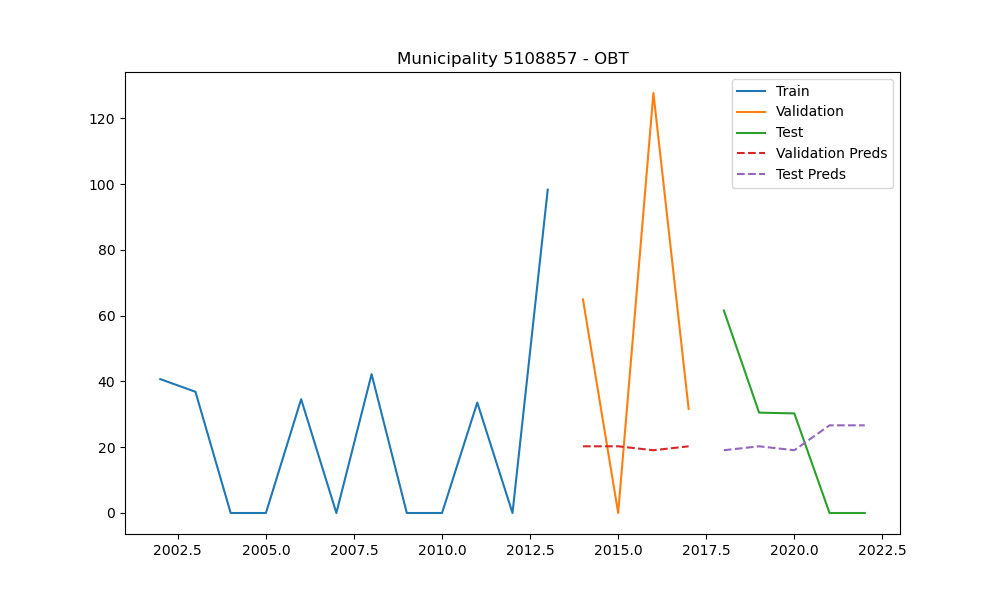 Municipality 5108857 - OBT
Train
Validation
Test
Validation Preds
Test Preds
120
100
80
60
40
20
0
2002.5 2005.0 2007.5 2010.0 2012.5 2015.0 2017.5 2020.0 2022.5